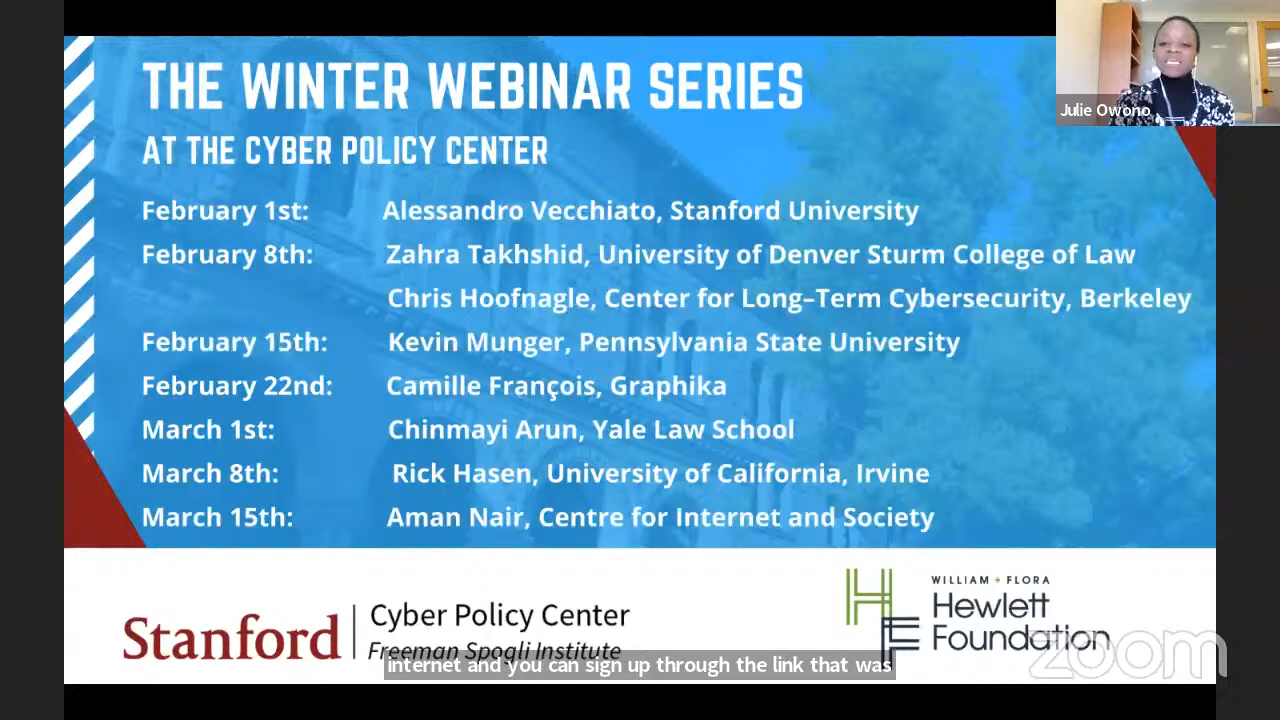 THE WINTER WEBINAR SERIES
AT THE CYBER POLICY CENTER
February 1st: Alessandro Vecchiato, Stanford University
February 8th: Zahra Takhshid, University of Denver Sturm College of Law
Chris Hoofnagle, Center for Long–Term Cybersecurity, Berkeley
February 15th: Kevin Munger, Pennsylvania State University
February 22nd: Camille François, Graphika
March 1st: Chinmayi Arun, Yale Law School
March 8th: Rick Hasen, University of California, Irvine
March 15th: Aman Nair, Centre for Internet and Society
Julie Owono
Stanford
Cyber Policy Center
Freeman Spogli Institute
WILLIAM + FLORA
Hewlett
Foundation
internet and you can sign up through the link that was
zoom